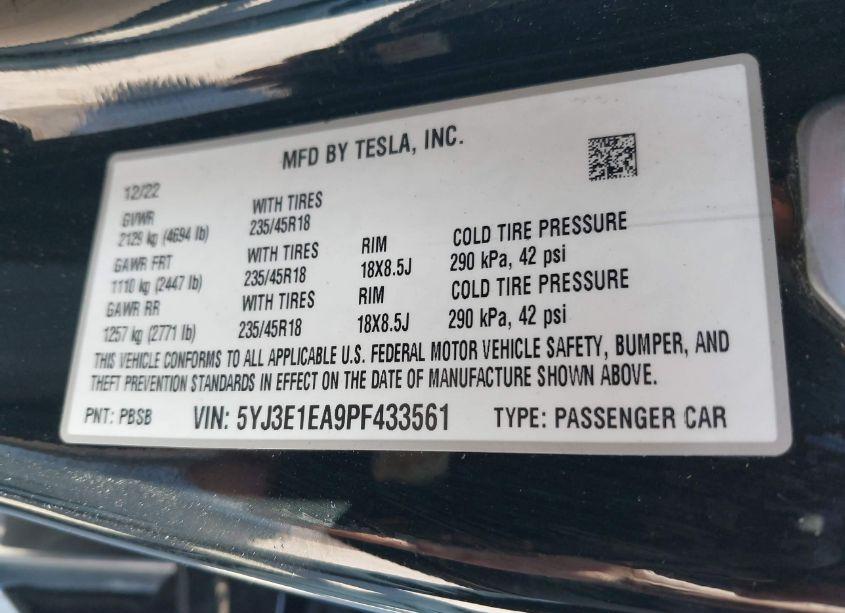 MFD BY TESLA, INC.
12/22
GVWR WITH TIRES
2129 kg (4694 lb) 235/45R18
GAWR FRT WITH TIRES RIM COLD TIRE PRESSURE
1110 kg (2447 lb) 235/45R18 18X8.5J 290 kPa, 42 psi
GAWR RR WITH TIRES RIM COLD TIRE PRESSURE
1257 kg (2771 lb) 235/45R18 18X8.5J 290 kPa, 42 psi
THIS VEHICLE CONFORMS TO ALL APPLICABLE U.S. FEDERAL MOTOR VEHICLE SAFETY, BUMPER, AND
THEFT PREVENTION STANDARDS IN EFFECT ON THE DATE OF MANUFACTURE SHOWN ABOVE.
PNT: PBSB VIN: 5YJ3E1EA9PF433561 TYPE: PASSENGER CAR